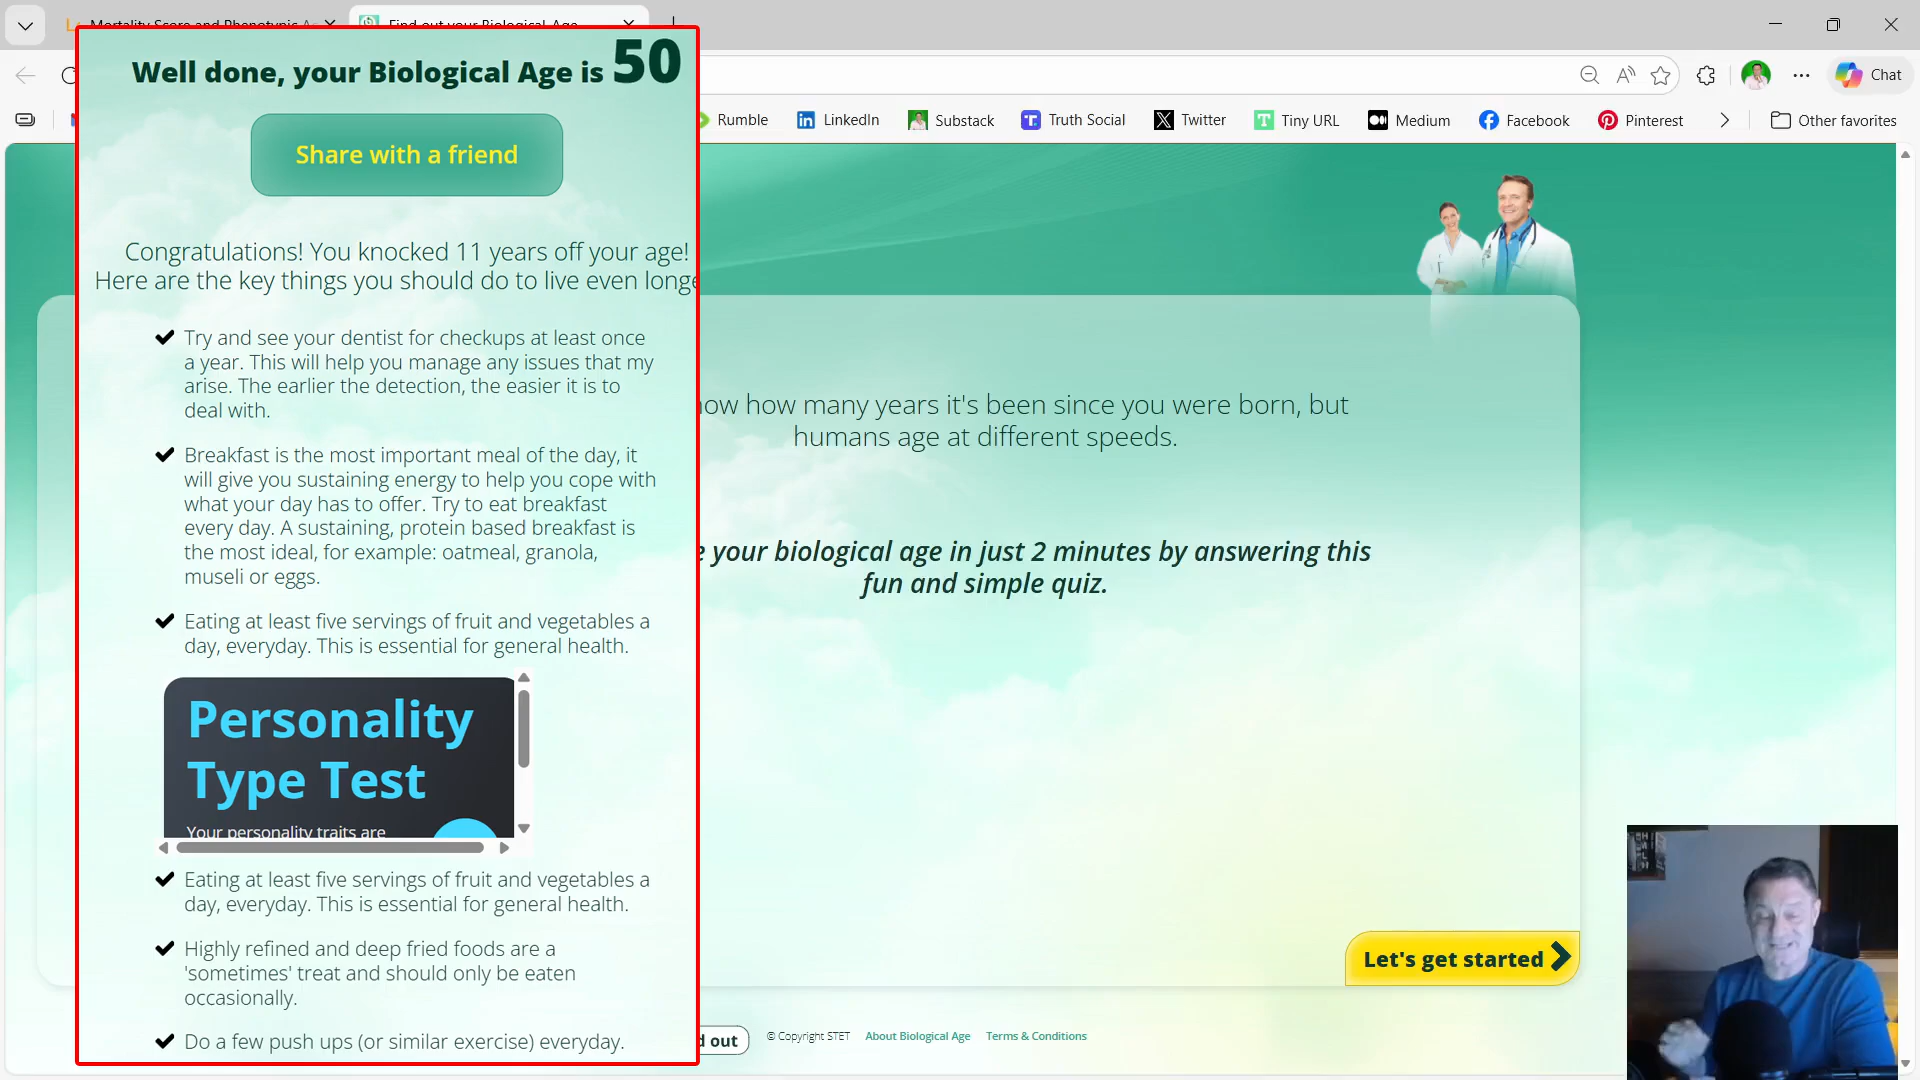 Mortality Score and Phenotypic A
Find out your Biological Age
Chat
Rumble
LinkedIn
Substack
Truth Social
Twitter
Tiny URL
Medium
Facebook
Pinterest
Other favorites
Well done, your Biological Age is 50
Share with a friend
Congratulations! You knocked 11 years off your age!
Here are the key things you should do to live even longe
Try and see your dentist for checkups at least once
a year. This will help you manage any issues that my
arise. The earlier the detection, the easier it is to
deal with.
Breakfast is the most important meal of the day, it
will give you sustaining energy to help you cope with
what your day has to offer. Try to eat breakfast
every day. A sustaining, protein based breakfast is
the most ideal, for example: oatmeal, granola,
museli or eggs.
Eating at least five servings of fruit and vegetables a
day, everyday. This is essential for general health.
Personality
Type Test
Your personality traits are
Eating at least five servings of fruit and vegetables a
day, everyday. This is essential for general health.
Highly refined and deep fried foods are a
'sometimes' treat and should only be eaten
occasionally.
Do a few push ups (or similar exercise) everyday.
how many years it's been since you were born, but
humans age at different speeds.
your biological age in just 2 minutes by answering this
fun and simple quiz.
Let's get started
out
© Copyright STET
About Biological Age
Terms & Conditions